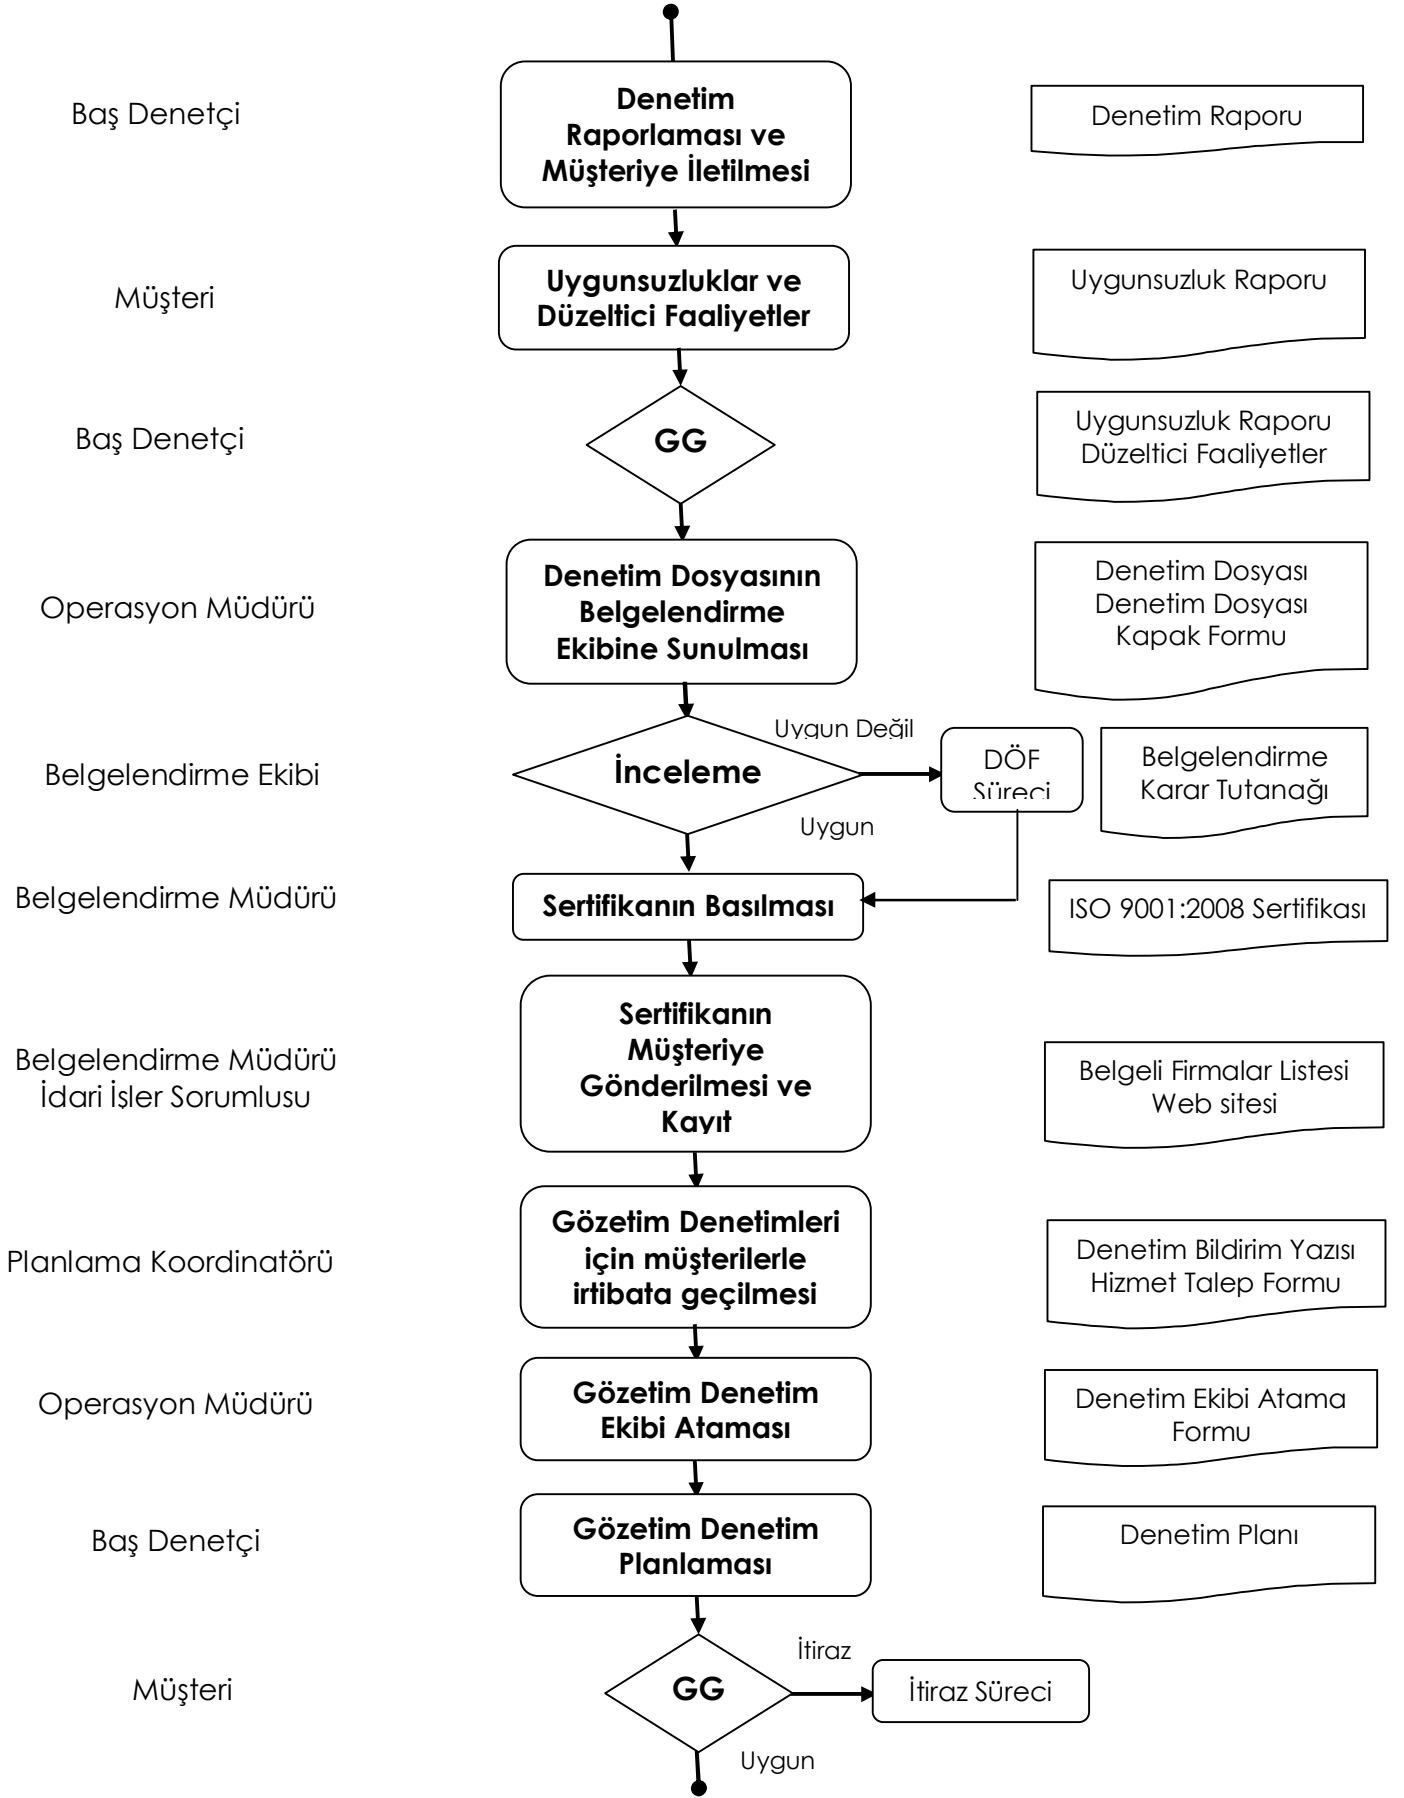 Baş Denetçi
Denetim
Raporlaması ve
Müşteriye İletilmesi
Denetim Raporu
Müşteri
Uygunsuzluklar ve
Düzeltici Faaliyetler
Uygunsuzluk Raporu
Baş Denetçi
GG
Uygunsuzluk Raporu
Düzeltici Faaliyetler
Operasyon Müdürü
Denetim Dosyasının
Belgelendirme
Ekibine Sunulması
Denetim Dosyası
Denetim Dosyası
Kapak Formu
Belgelendirme Ekibi
İnceleme
Uygun Değil
Uygun
DÖF
Süreci
Belgelendirme
Karar Tutanağı
Belgelendirme Müdürü
Sertifikanın Basılması
ISO 9001:2008 Sertifikası
Belgelendirme Müdürü
İdari İşler Sorumlusu
Sertifikanın
Müşteriye
Gönderilmesi ve
Kayıt
Belgeli Firmalar Listesi
Web sitesi
Planlama Koordinatörü
Gözetim Denetimleri
için müşterilerle
irtibata geçilmesi
Denetim Bildirim Yazısı
Hizmet Talep Formu
Operasyon Müdürü
Gözetim Denetim
Ekibi Ataması
Denetim Ekibi Atama
Formu
Baş Denetçi
Gözetim Denetim
Planlaması
Denetim Planı
Müşteri
GG
İtiraz
İtiraz Süreci
Uygun